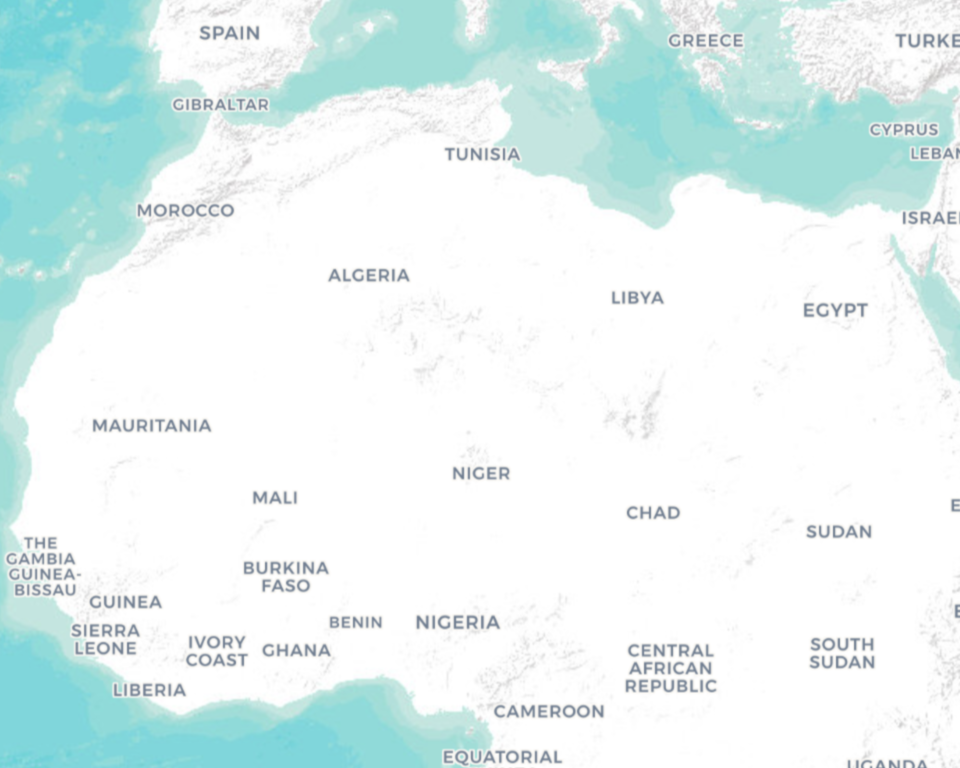 SPAIN
GREECE
TURKE
GIBRALTAR
CYPRUS
TUNISIA
LEBAN
MOROCCO
ISRAEL
ALGERIA
LIBYA
EGYPT
MAURITANIA
NIGER
MALI
CHAD
E
SUDAN
THE
GAMBIA
GUINEA-
BISSAU
BURKINA
FASO
GUINEA
E
BENIN
NIGERIA
SIERRA
LEONE
IVORY
COAST
GHANA
CENTRAL
AFRICAN
REPUBLIC
SOUTH
SUDAN
LIBERIA
CAMEROON
EQUATORIAL
UGANDA